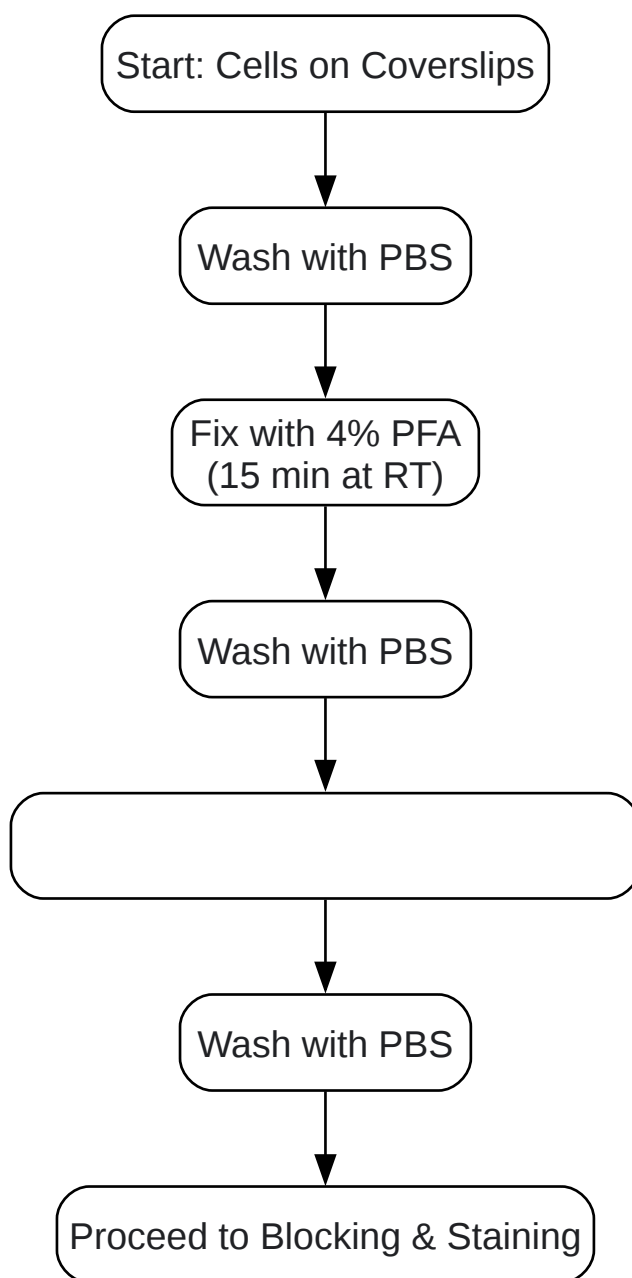 Start: Cells on Coverslips
Wash with PBS
Fix with 4% PFA
(15 min at RT)
Wash with PBS
Wash with PBS
Proceed to Blocking & Staining